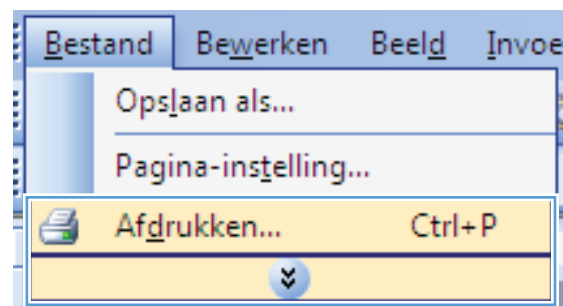 Bestand Bewerken Beeld Invoe
Opslaan als...
Pagina-instelling...
Afdrukken... Ctrl+P